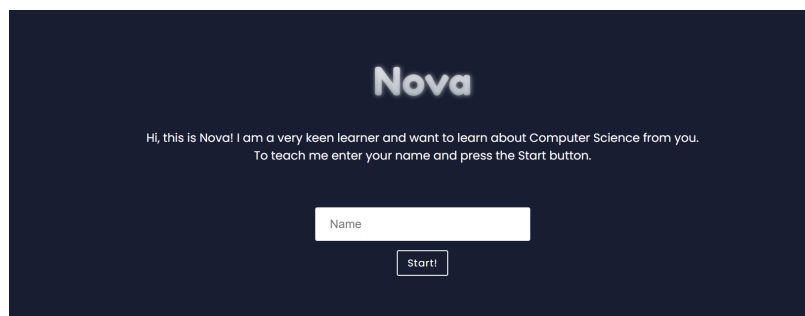 Nova
Hi, this is Nova! I am a very keen learner and want to learn about Computer Science from you.
To teach me enter your name and press the Start button.
Name
Start!